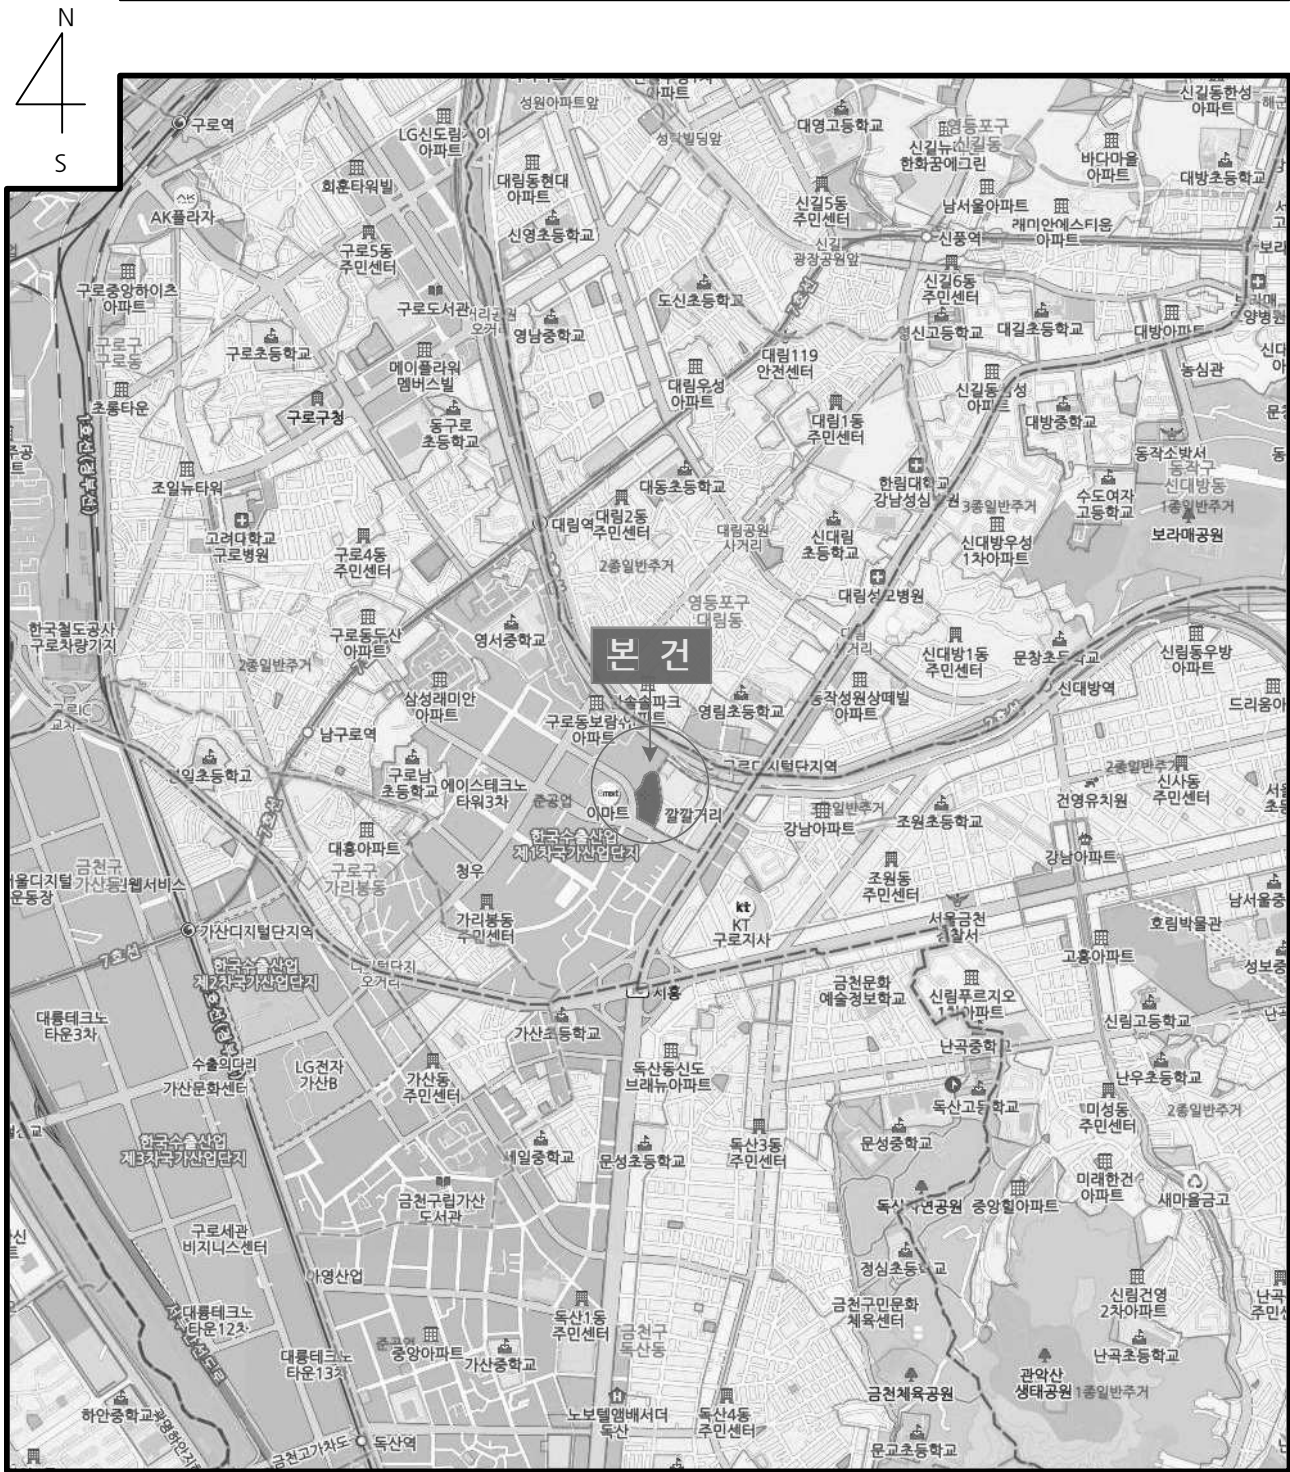 N
S
구로역
LG신도림
아파트
성원아파트앞
아파트
성락빌딩앞
대영고등학교
영등포구
신길동
한화꿈에그린
신길동한성
아파트
바다마을
아파트
대방초등학교
회훈타워빌
AK플라자
대림동현대
아파트
신영초등학교
신길5동
주민센터
남서울아파트
래미안에스티움
아파트
신길
광장공원앞
신풍역
구로5동
주민센터
구로중앙하이츠
아파트
구로도서관
오거리
도신초등학교
7호선
신길6동
주민센터
영신고등학교
대길초등학교
대방아파트
구로구
구로동
구로초등학교
영남중학교
대림119
안전센터
메이플라워
멤버스빌
대림우성
아파트
농심관
초롱타운
구로구청
동구로
초등학교
대림1동
주민센터
신길동삼성
아파트
대방중학교
1호선(경부선)
조일뉴타워
대동초등학교
한림대학교
동작소방서
동작구
신대방동
고려대학교
구로병원
구로4동
주민센터
대림역
대림2동
주민센터
대림공원
사거리
신대림
초등학교
3종일반주거
신대방우성
1차아파트
수도여자
고등학교
1종일반주거
보라매공원
2종일반주거
대림성모병원
영등포구
대림동
한국철도공사
구로차량기지
구로동두산
아파트
영서중학교
본 건
신대방1동
주민센터
문창초등학교
신림동우방
아파트
2종일반주거
신대방역
삼성래미안
아파트
구로동보람
아파트
영림초등학교
동작성원상떼빌
아파트
2호선
남구로역
구로디지털단지역
구로남
초등학교
에이스테크노
타워3차
준공업
이마트
깔깔거리
강남아파트
조원초등학교
건영유치원
2종일반주거
신사동
주민센터
7호선
대흥아파트
한국수출산업
제1차국가산업단지
강남아파트
금천구
가산동
구로구
가리봉동
청우
조원동
주민센터
kt
KT
구로지사
서울금천
경찰서
호림박물관
가리봉동
주민센터
가산디지털단지역
7호선
고흥아파트
한국수출산업
제2차국가산업단지
디지털단지
오거리
시흥
금천문화
예술정보학교
신림푸르지오
대륭테크노
타운3차
가산초등학교
신림고등학교
난곡중학교
수출의다리
가산문화센터
LG전자
가산B
가산동
주민센터
독산동신도
브래뉴아파트
난우초등학교
독산고등학교
미성동
주민센터
2종일반주거
한국수출산업
제3차국가산업단지
세일중학교
문성초등학교
독산3동
주민센터
문성중학교
미래한건
아파트
금천구립가산
도서관
독산자연공원
중앙힐아파트
새마을금고
구로세관
비지니스센터
정심초등학교
아영산업
금천구민문화
체육센터
신림건영
2차아파트
대륭테크노
타운12차
독산1동
주민센터
금천구
독산동
중앙아파트
가산중학교
대륭테크노
타운13차
난곡초등학교
관악산
생태공원
1종일반주거
금천체육공원
하안중학교
노보텔앰배서더
독산
독산4동
주민센터
금천고가차도
독산역
문교초등학교